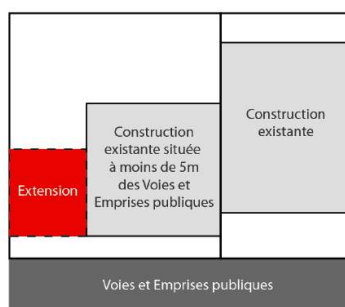 Construction
existante située
à moins de 5m
des Voies et
Emprises publiques
Construction
existante
Extension
Voies et Emprises publiques